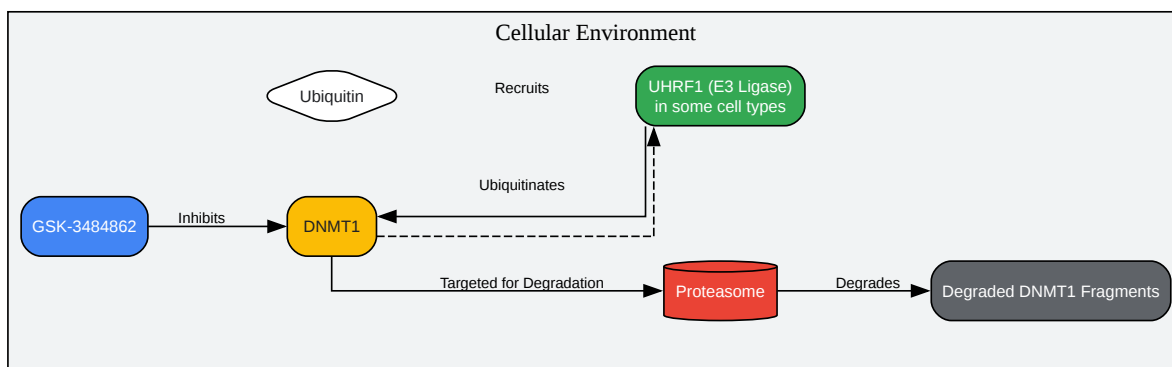 Cellular Environment
Ubiquitin
Recruits
UHRF1 (E3 Ligase)
in some cell types
Ubiquitinates
GSK-3484862
Inhibits
DNMT1
Targeted for Degradation
Proteasome
Degrades
Degraded DNMT1 Fragments